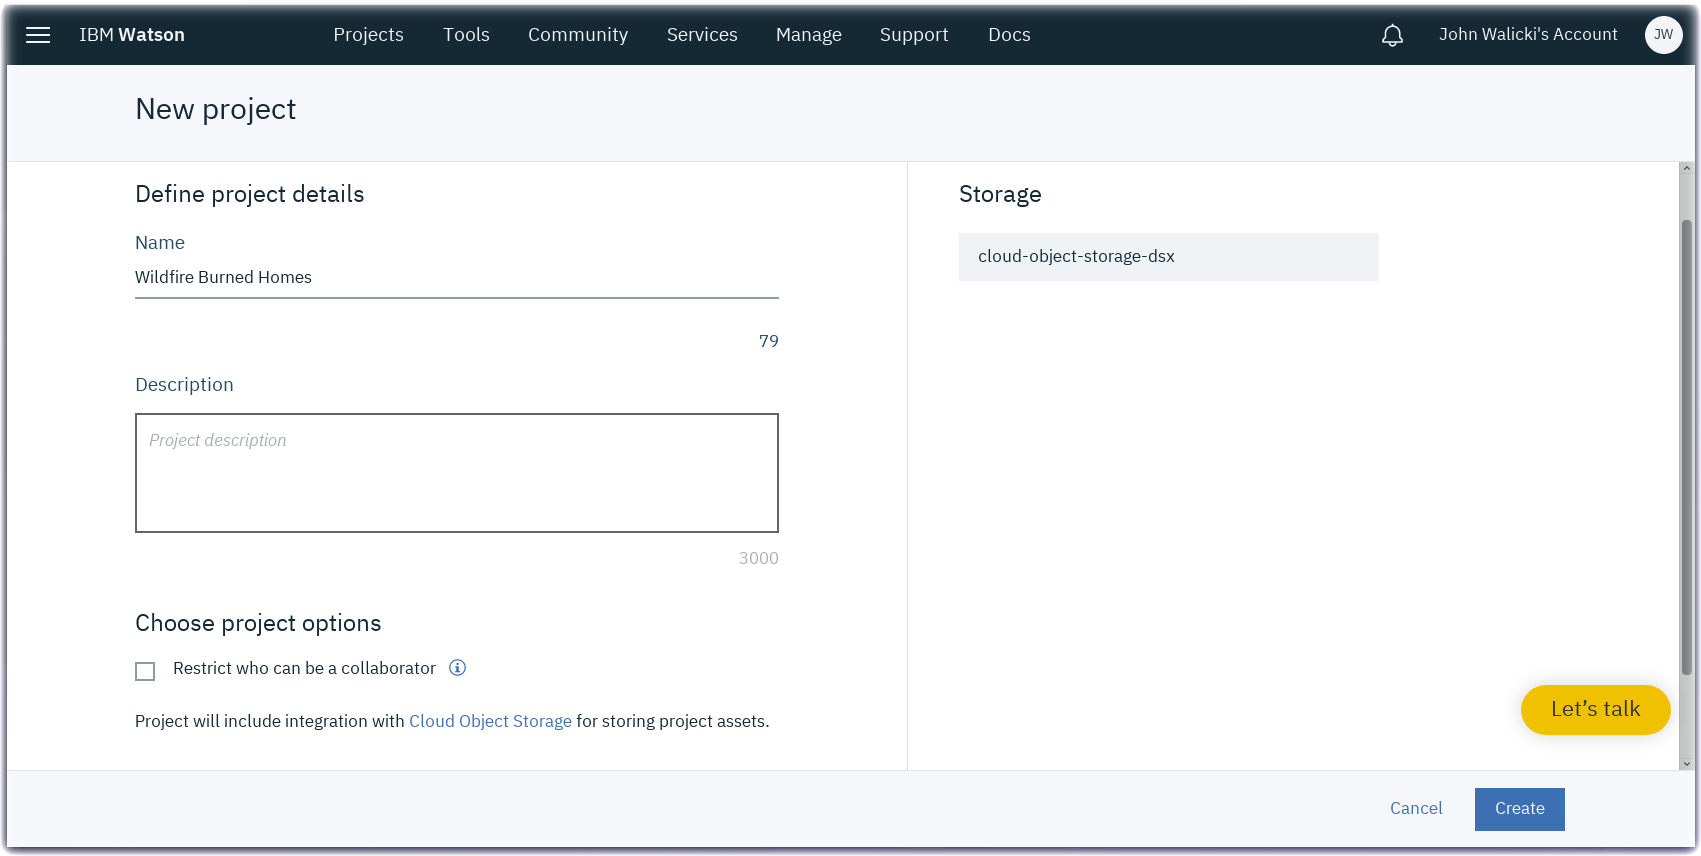 IBM Watson
Projects
Tools
Community
Services
Manage
Support
Docs
John Walicki's Account
JW
New project
Define project details
Name
Wildfire Burned Homes
79
Description
Project description
3000
Choose project options
Restrict who can be a collaborator
Project will include integration with Cloud Object Storage for storing project assets.
Storage
cloud-object-storage-dsx
Let’s talk
Cancel
Create